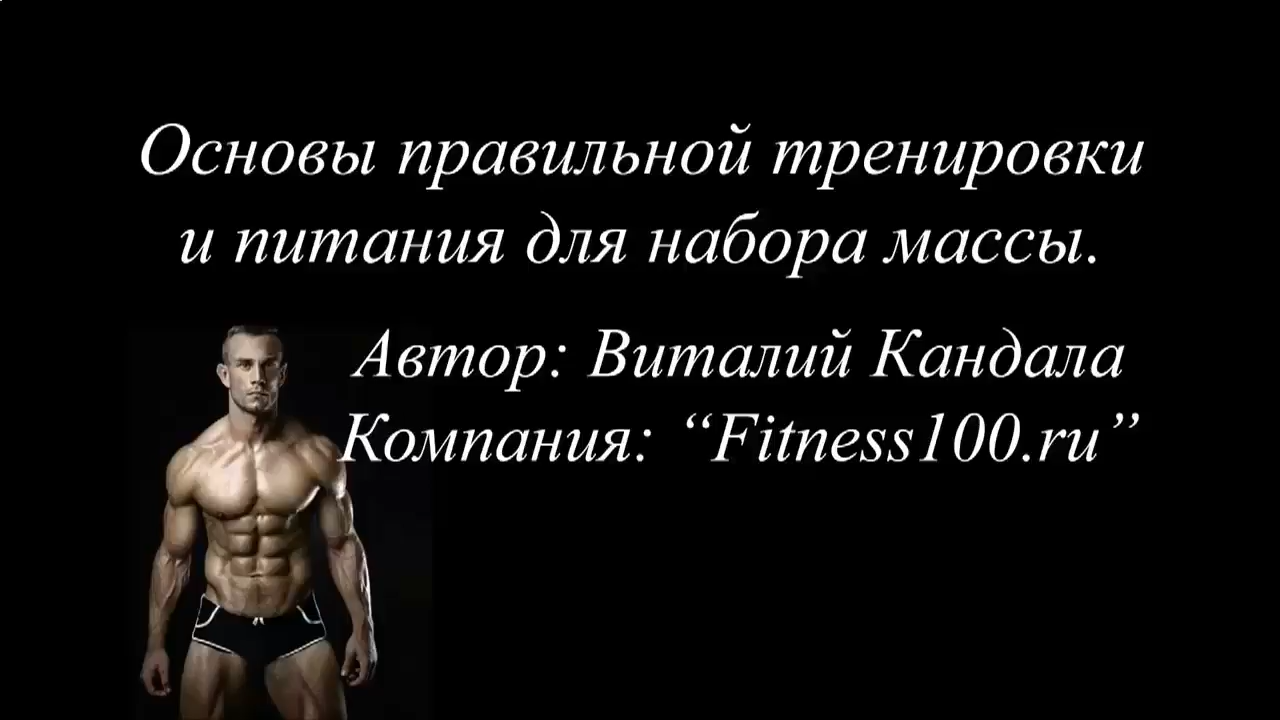 Основы правильной тренировки
и питания для набора массы.
Автор: Виталий Кандала
Компания: “Fitness100.ru”